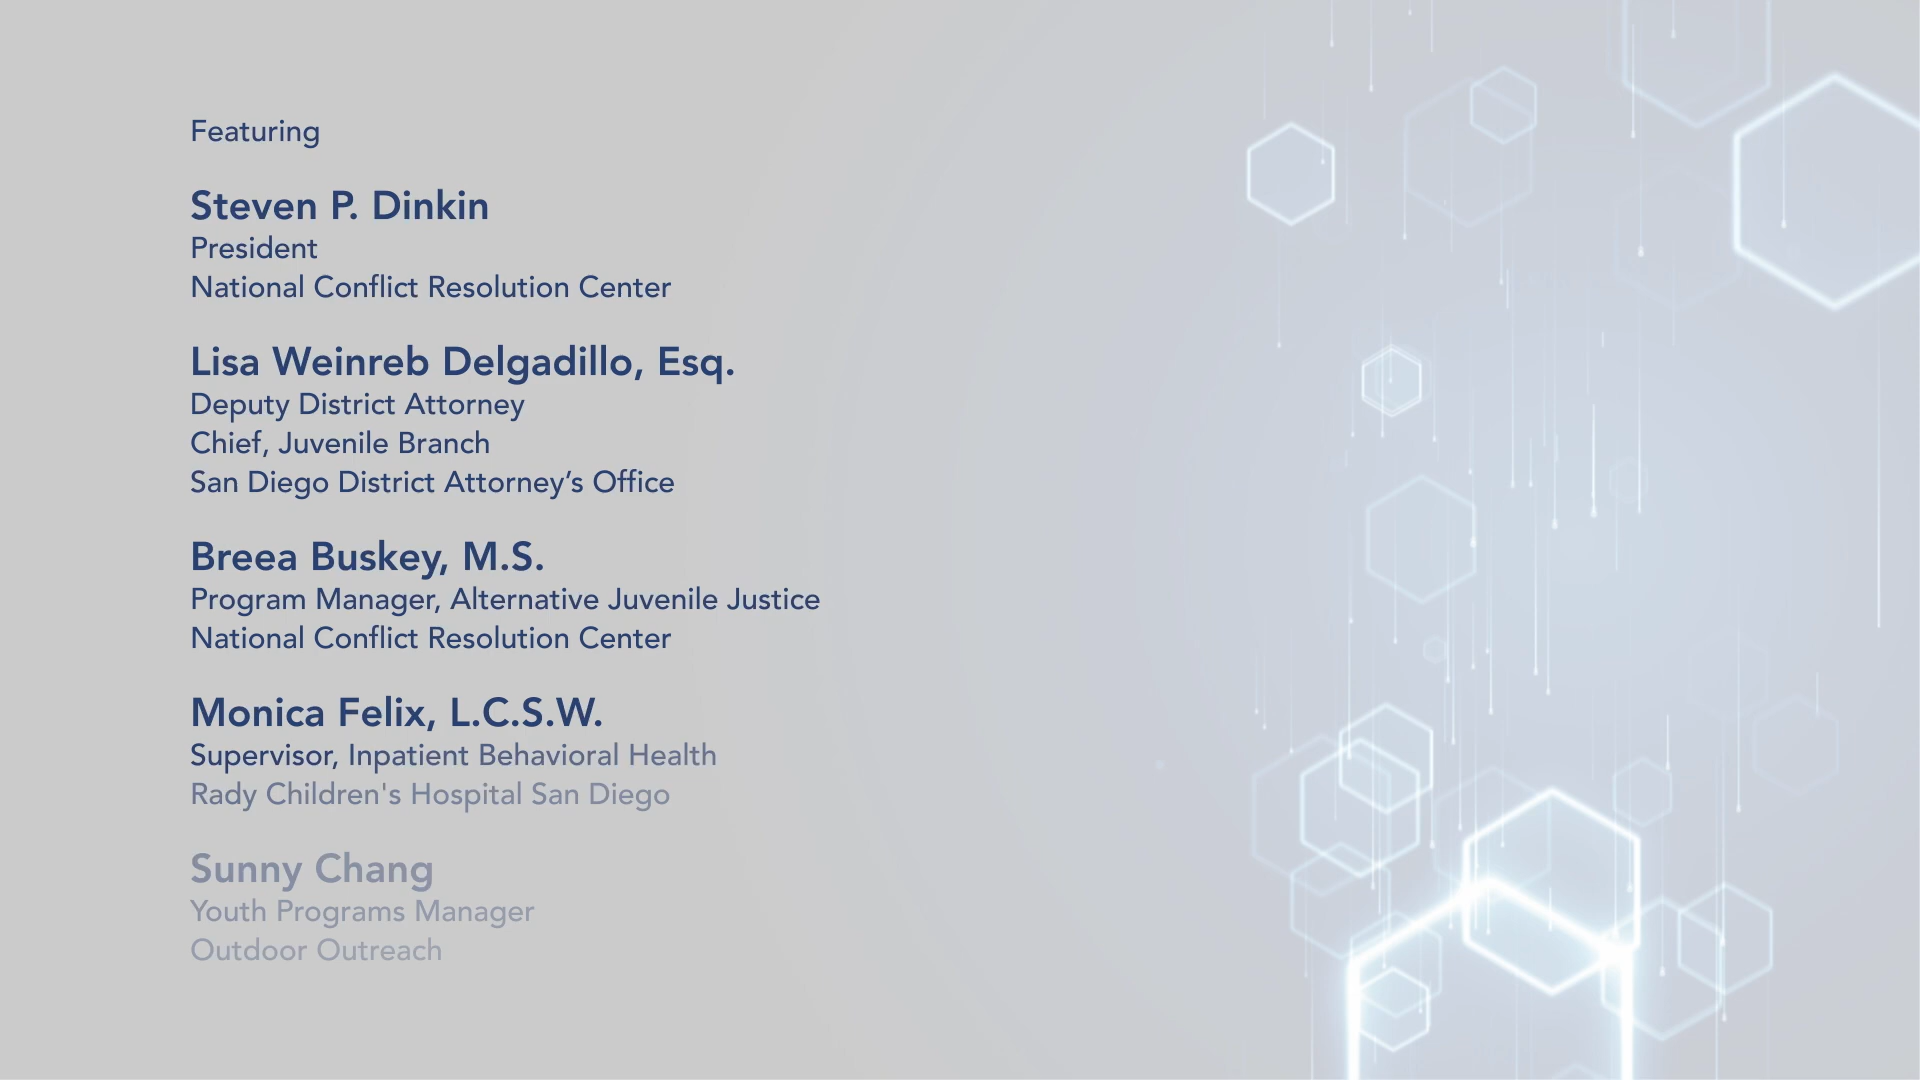 Featuring
Steven P. Dinkin
President
National Conflict Resolution Center
Lisa Weinreb Delgadillo, Esq.
Deputy District Attorney
Chief, Juvenile Branch
San Diego District Attorney’s Office
Breea Buskey, M.S.
Program Manager, Alternative Juvenile Justice
National Conflict Resolution Center
Monica Felix, L.C.S.W.
Supervisor, Inpatient Behavioral Health
Rady Children's Hospital San Diego
Sunny Chang
Youth Programs Manager
Outdoor Outreach